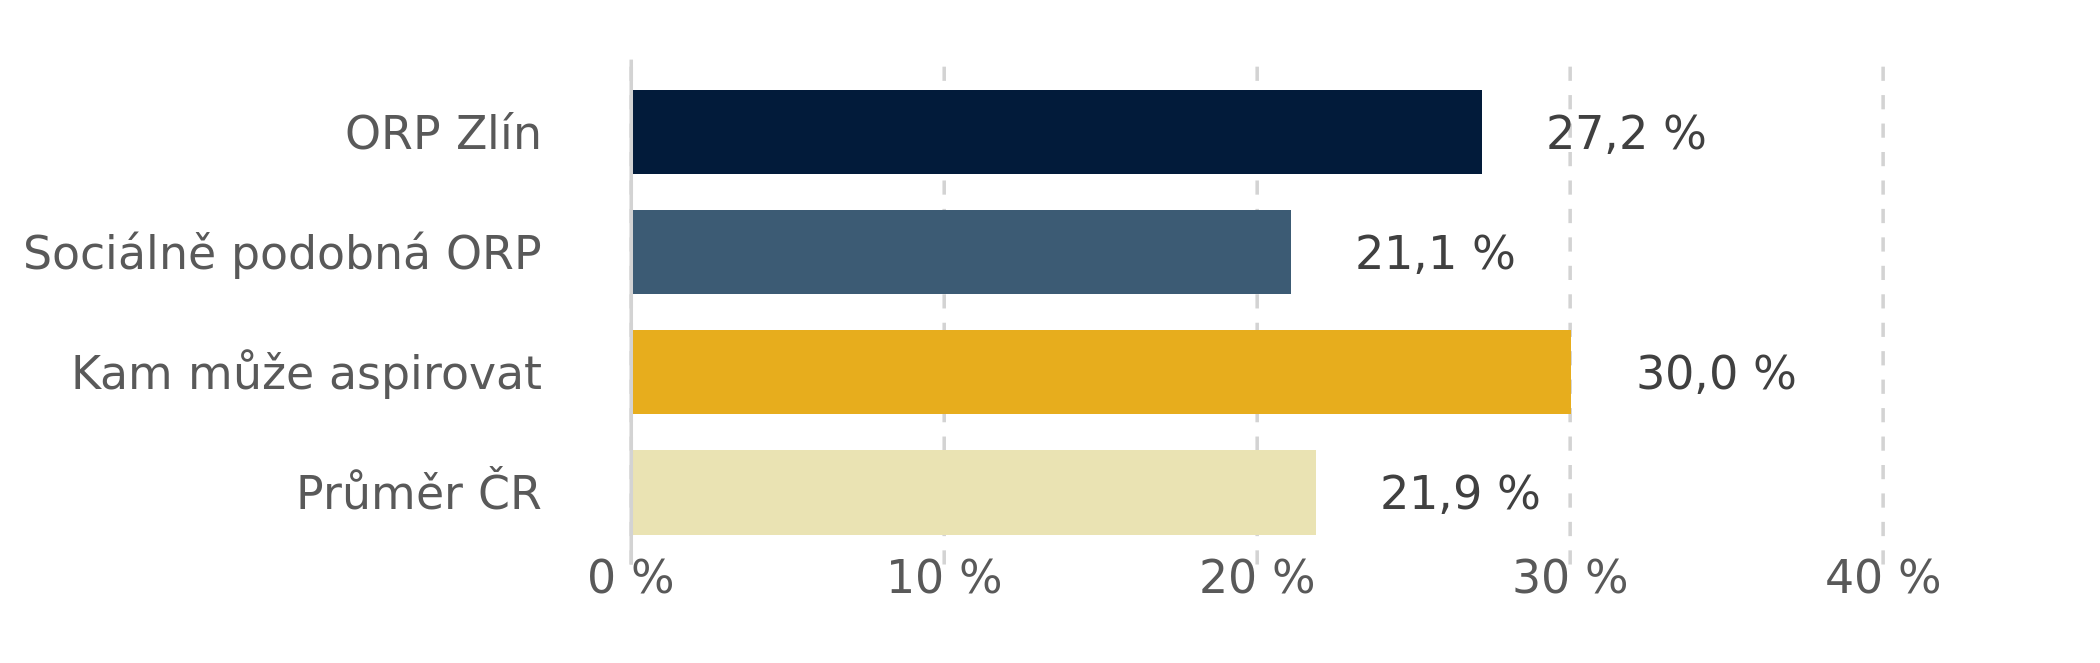 ORP Zlín 27,2 %
Sociálně podobná ORP 21,1 %
Kam může aspirovat 30,0 %
Průměr ČR 21,9 %
0 % 10 % 20 % 30 % 40 %